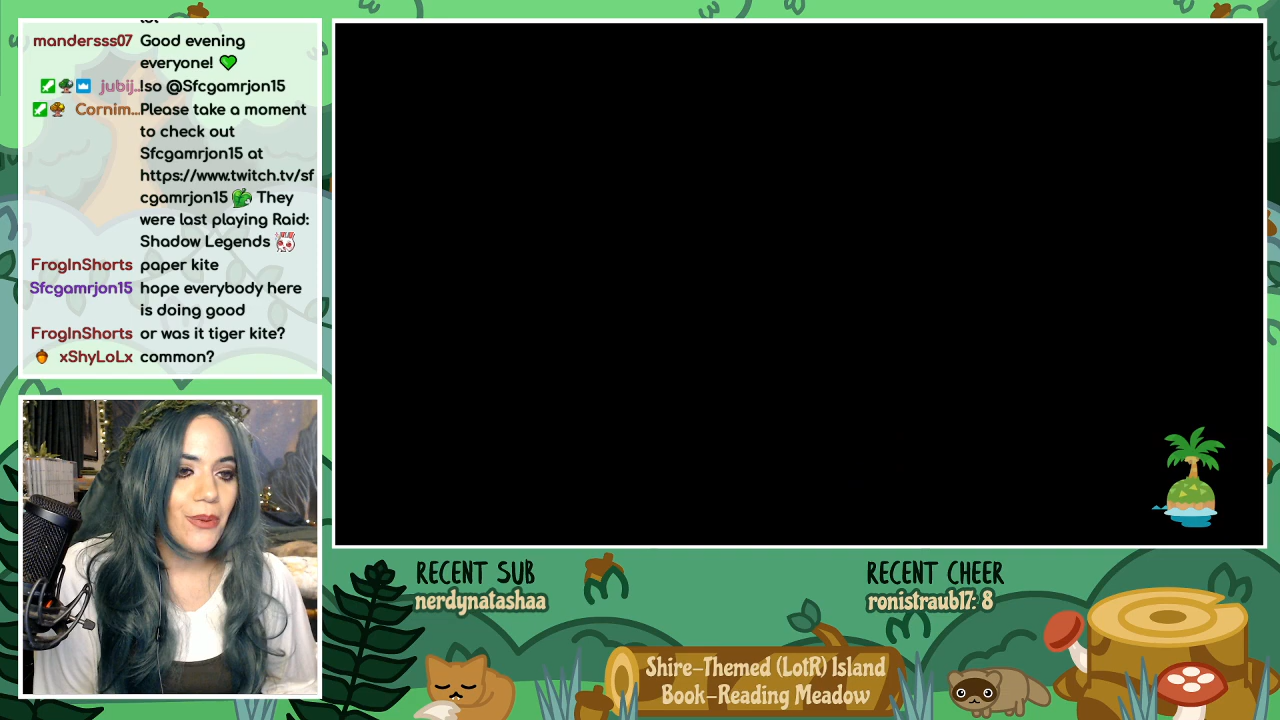 mandersss07 Good evening
everyone! 💚
jubij... !so @Sfcgamrjon15
Cornim... Please take a moment
to check out
Sfcgamrjon15 at
https://www.twitch.tv/sf
cgamrjon15 They
were last playing Raid:
Shadow Legends
FrogInShorts paper kite
Sfcgamrjon15 hope everybody here
is doing good
FrogInShorts or was it tiger kite?
xShyLoLx common?
RECENT SUB
nerdynatashaa
RECENT CHEER
ronistraub17: 8
Shire-Themed (LotR) Island
Book-Reading Meadow